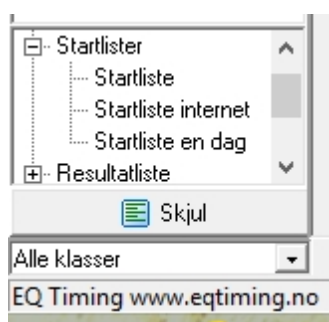 Startlister
Startliste
Startliste internet
Startliste en dag
Resultatliste
Skjul
Alle klasser
EQ Timing www.eqtiming.no